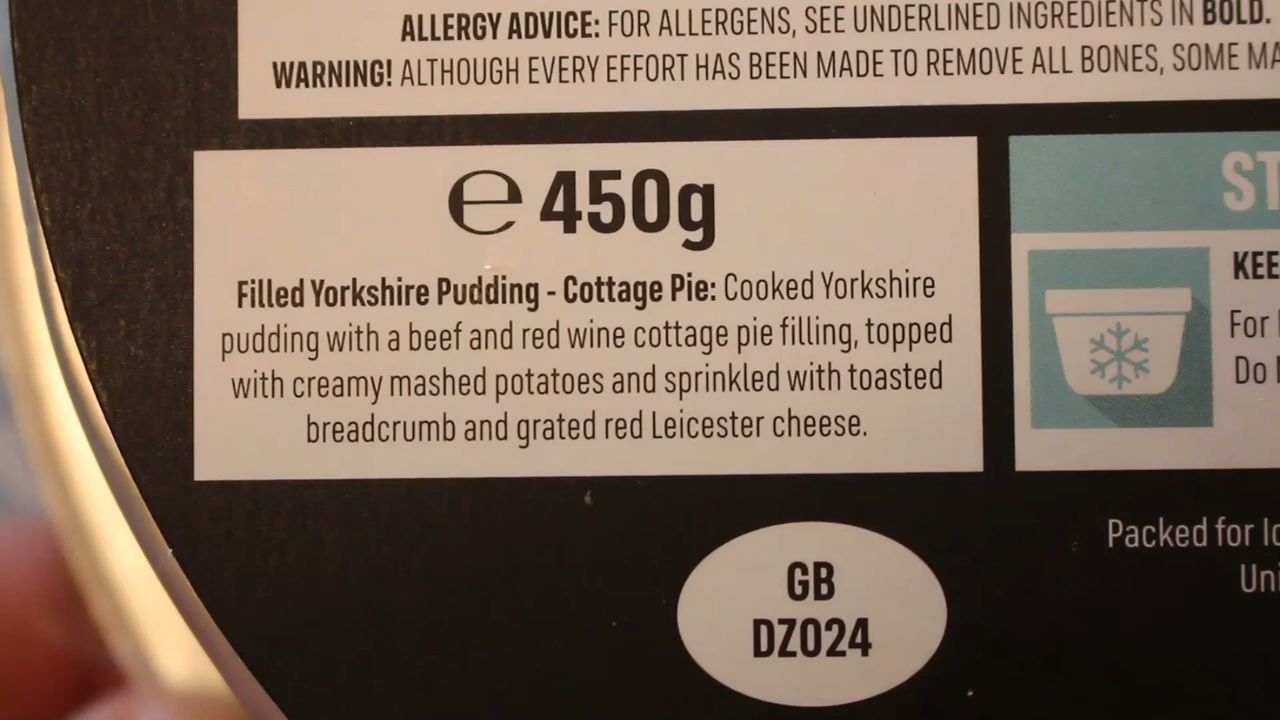 ALLERGY ADVICE: FOR ALLERGENS, SEE UNDERLINED INGREDIENTS IN BOLD.
WARNING! ALTHOUGH EVERY EFFORT HAS BEEN MADE TO REMOVE ALL BONES, SOME
℮ 450g
Filled Yorkshire Pudding - Cottage Pie: Cooked Yorkshire
pudding with a beef and red wine cottage pie filling, topped
with creamy mashed potatoes and sprinkled with toasted
breadcrumb and grated red Leicester cheese.
For
Do
GB
DZ024
Packed for